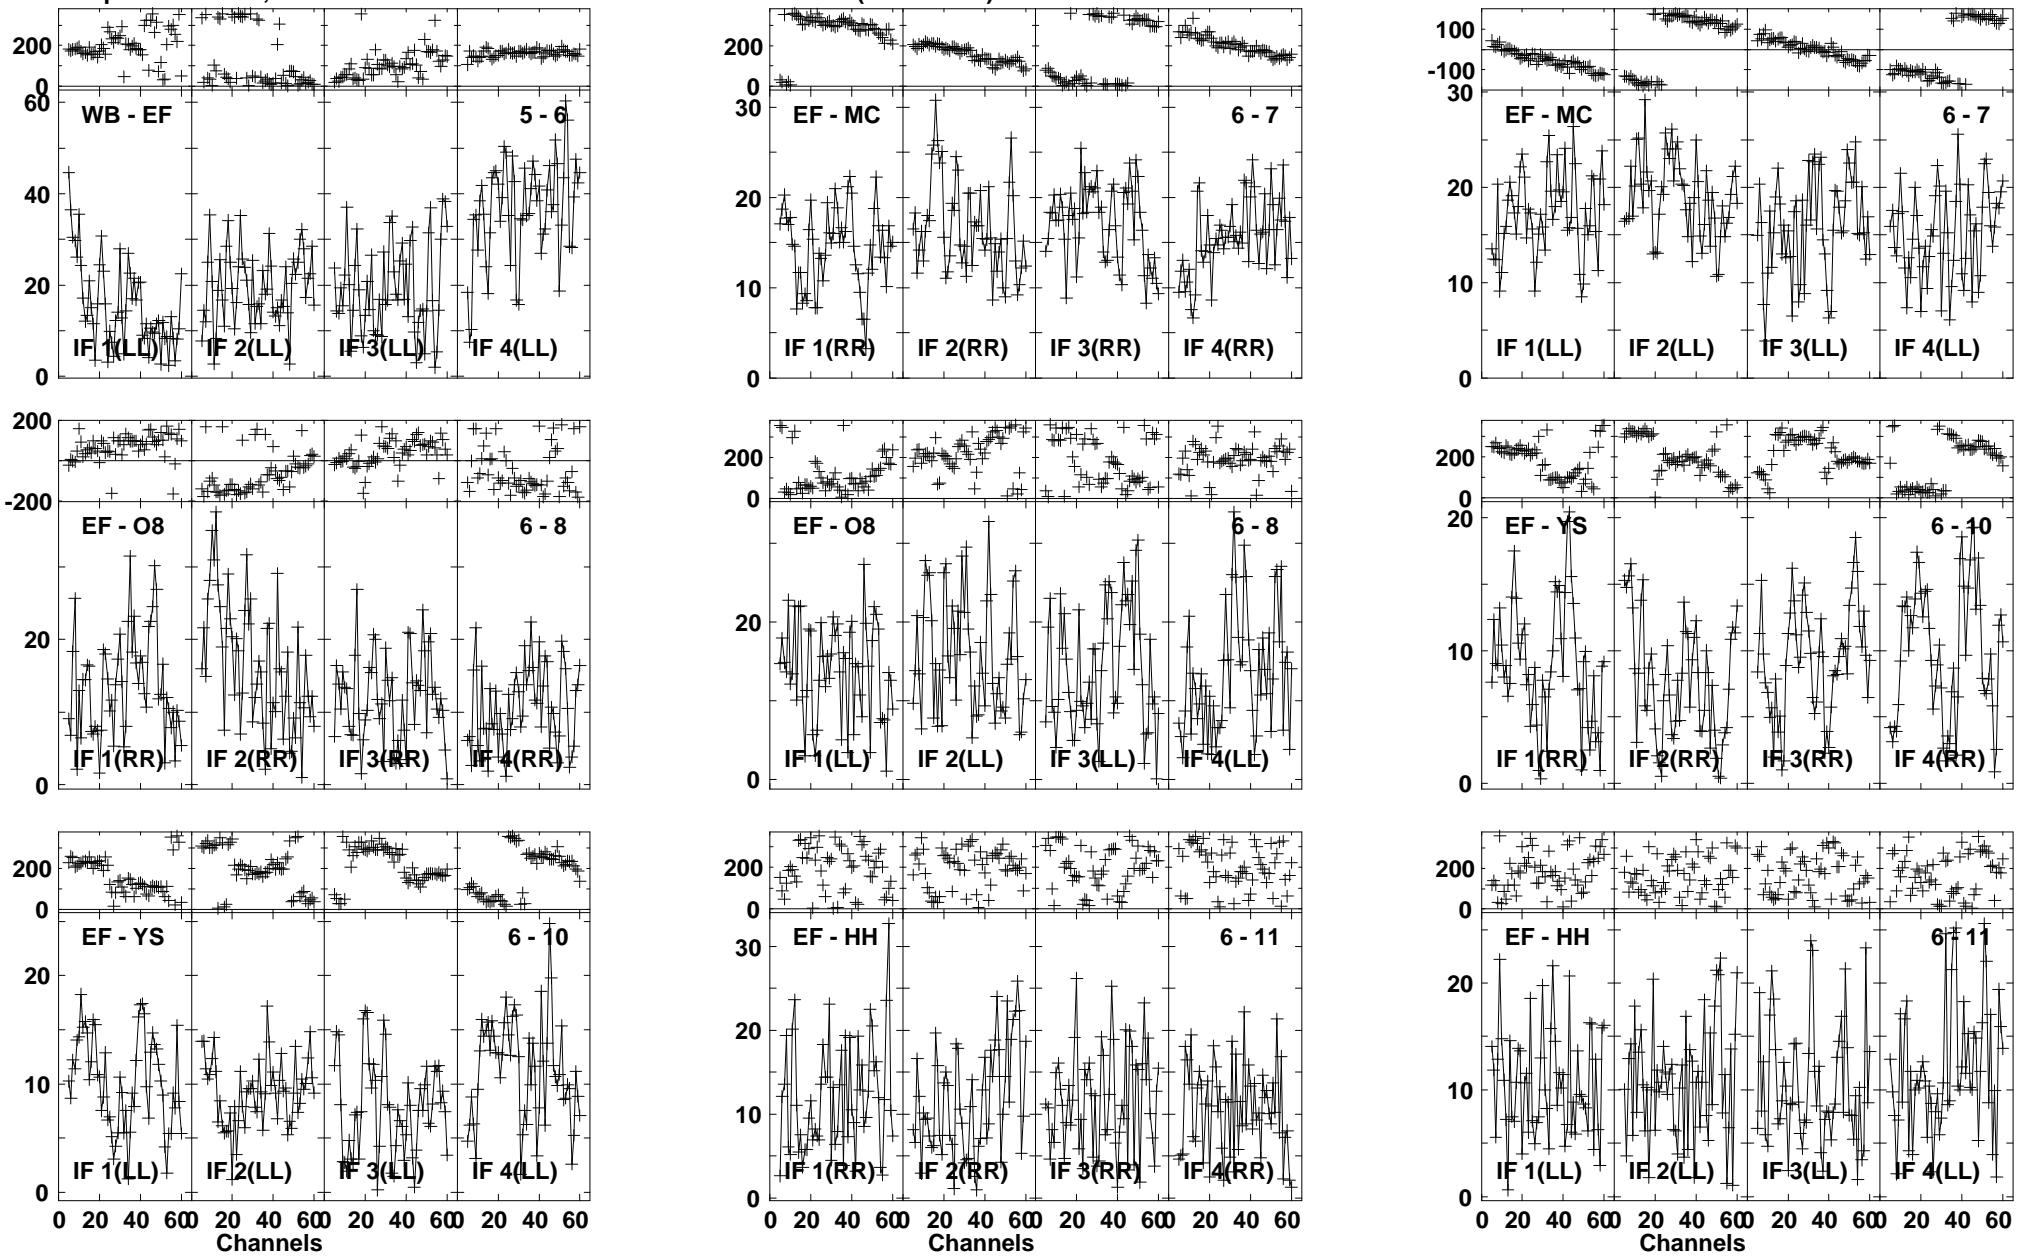 200
0
60
40
20
0
WB - EF
5 - 6
IF 1(LL)
IF 2(LL)
IF 3(LL)
IF 4(LL)
200
0
30
20
10
0
EF - MC
6 - 7
IF 1(RR)
IF 2(RR)
IF 3(RR)
IF 4(RR)
100
-100
30
20
10
0
EF - MC
6 - 7
IF 1(LL)
IF 2(LL)
IF 3(LL)
IF 4(LL)
200
-200
20
0
EF - O8
6 - 8
IF 1(RR)
IF 2(RR)
IF 3(RR)
IF 4(RR)
200
0
20
0
EF - O8
6 - 8
IF 1(LL)
IF 2(LL)
IF 3(LL)
IF 4(LL)
200
0
20
10
0
EF - YS
6 - 10
IF 1(RR)
IF 2(RR)
IF 3(RR)
IF 4(RR)
200
0
20
10
0
EF - YS
6 - 10
IF 1(LL)
IF 2(LL)
IF 3(LL)
IF 4(LL)
0 20 40 60 0 20 40 60 0 20 40 60 0 20 40 60
Channels
200
0
30
20
10
0
EF - HH
6 - 11
IF 1(RR)
IF 2(RR)
IF 3(RR)
IF 4(RR)
0 20 40 60 0 20 40 60 0 20 40 60 0 20 40 60
Channels
200
0
20
10
0
EF - HH
6 - 11
IF 1(LL)
IF 2(LL)
IF 3(LL)
IF 4(LL)
0 20 40 60 0 20 40 60 0 20 40 60 0 20 40 60
Channels